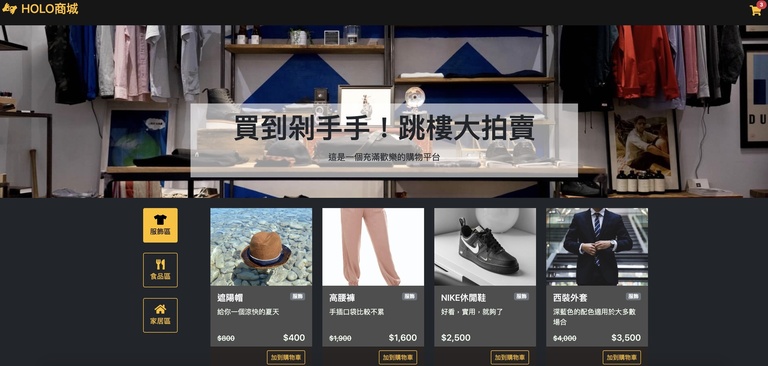 HOLO商城
3
買到剁手手！跳樓大拍賣
這是一個充滿歡樂的購物平台
服飾區
食品區
家居區
遮陽帽 服飾
給你一個涼快的夏天
$800 $400
加到購物車
高腰褲 服飾
手插口袋比較不累
$1,900 $1,600
加到購物車
NIKE休閒鞋 服飾
好看，實用，就夠了
$2,500
加到購物車
西裝外套 服飾
深藍色的配色適用於大多數
場合
$4,000 $3,500
加到購物車